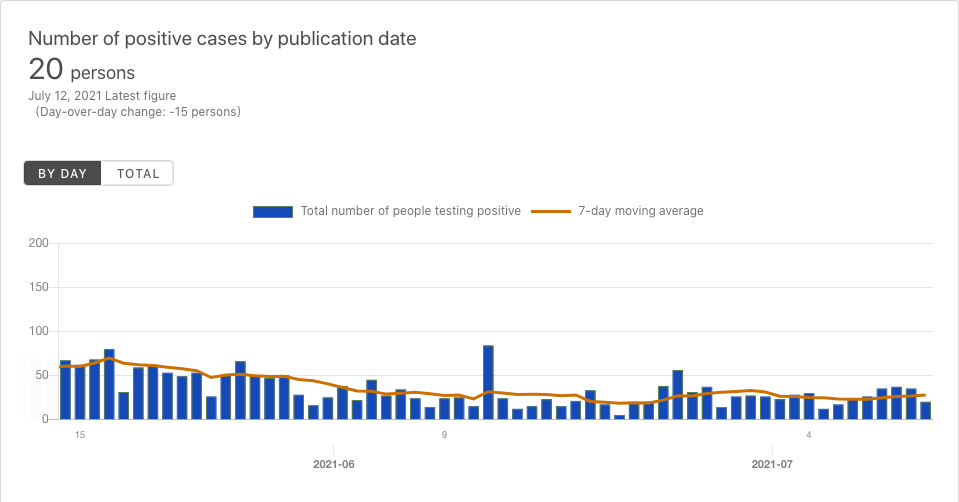 Number of positive cases by publication date
20 persons
July 12, 2021 Latest figure
(Day-over-day change: -15 persons)
BY DAY TOTAL
Total number of people testing positive 7-day moving average
200
150
100
50
0
15 9 4
2021-06 2021-07